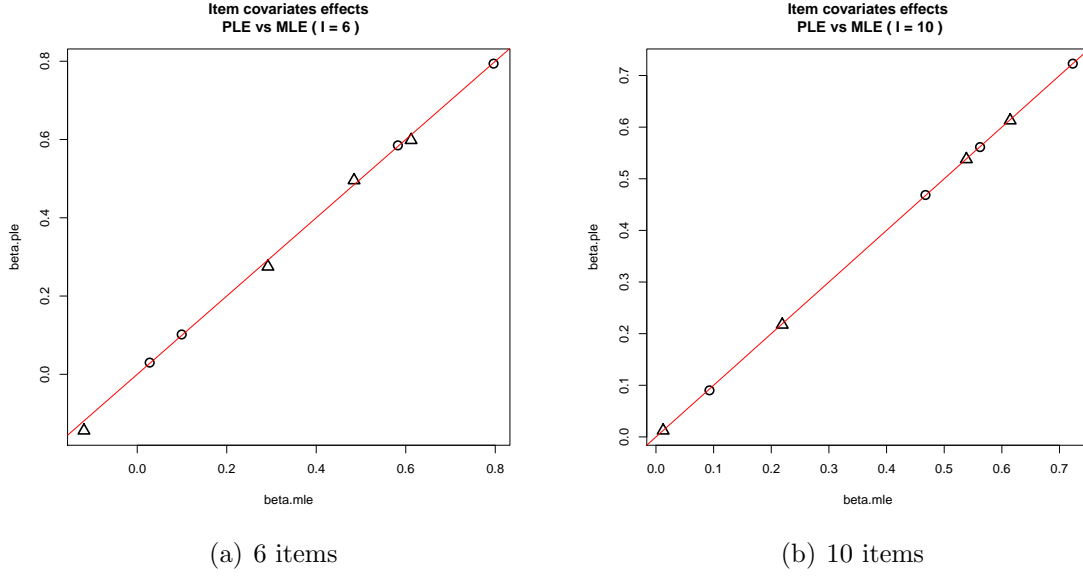 Item covariates effects
PLE vs MLE ( I = 6 )
0.8
0.6
0.4
0.2
0.0
beta.ple
0.0 0.2 0.4 0.6 0.8
beta.mle
(a) 6 items
Item covariates effects
PLE vs MLE ( I = 10 )
0.7
0.6
0.5
0.4
0.3
0.2
0.1
0.0
beta.ple
0.0 0.1 0.2 0.3 0.4 0.5 0.6 0.7
beta.mle
(b) 10 items